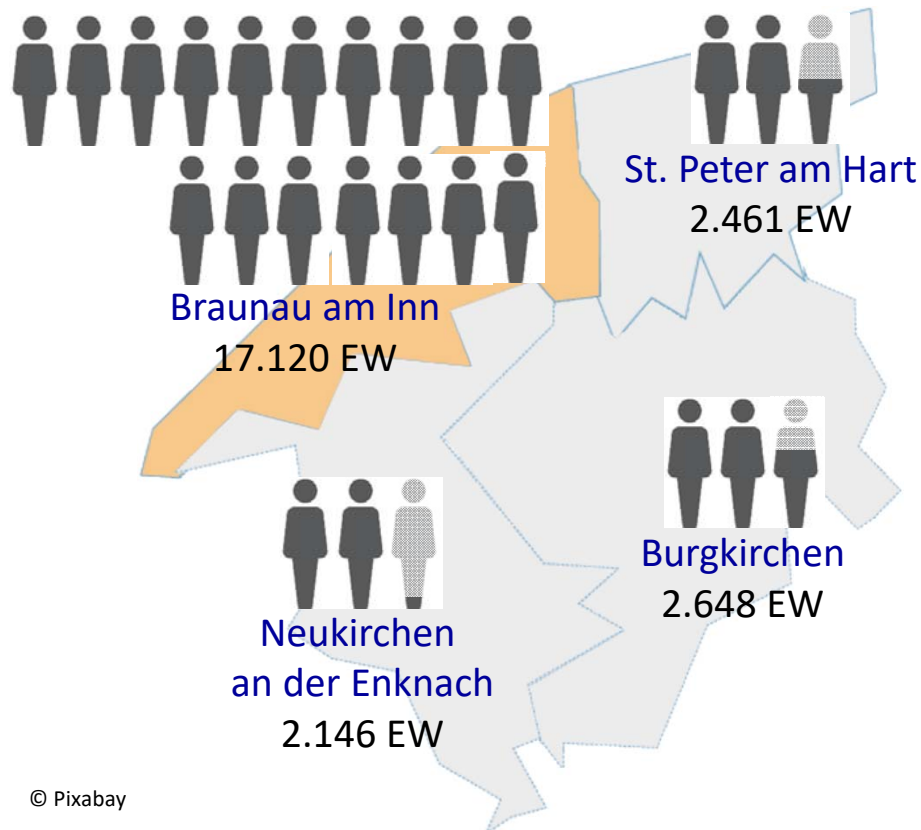 St. Peter am Hart
2.461 EW
Braunau am Inn
17.120 EW
Burgkirchen
2.648 EW
Neukirchen
an der Enknach
2.146 EW
© Pixabay